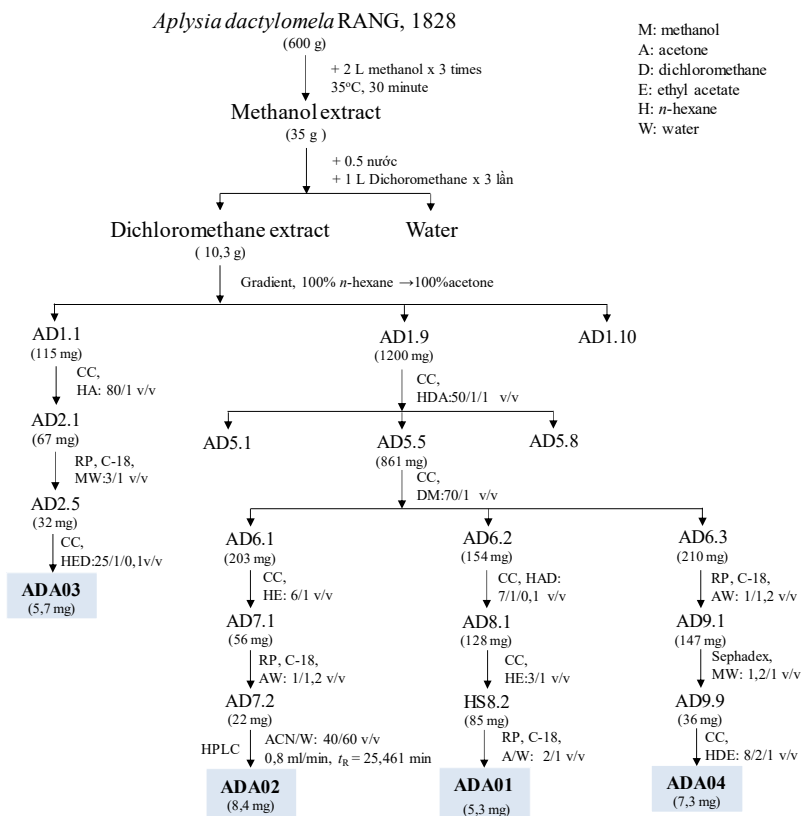 Aplysia dactylomela RANG, 1828
(600 g)
+ 2 L methanol x 3 times
35°C, 30 minute
M: methanol
A: acetone
D: dichloromethane
E: ethyl acetate
H: n-hexane
W: water
Methanol extract
(35 g )
+ 0.5 nước
+ 1 L Dichoromethane x 3 lần
Dichloromethane extract
( 10,3 g)
Water
Gradient, 100% n-hexane →100%acetone
AD1.1
(115 mg)
AD1.9
(1200 mg)
AD1.10
CC,
HA: 80/1 v/v
CC,
HDA:50/1/1 v/v
AD2.1
(67 mg)
AD5.1
AD5.5
(861 mg)
AD5.8
RP, C-18,
MW:3/1 v/v
CC,
DM:70/1 v/v
AD2.5
(32 mg)
CC,
HED:25/1/0,1v/v
ADA03
(5,7 mg)
AD6.1
(203 mg)
AD6.2
(154 mg)
AD6.3
(210 mg)
CC,
HE: 6/1 v/v
CC, HAD:
7/1/0,1 v/v
RP, C-18,
AW: 1/1,2 v/v
AD7.1
(56 mg)
AD8.1
(128 mg)
AD9.1
(147 mg)
RP, C-18,
AW: 1/1,2 v/v
CC,
HE:3/1 v/v
Sephadex,
MW: 1,2/1 v/v
AD7.2
(22 mg)
HS8.2
(85 mg)
AD9.9
(36 mg)
HPLC
ACN/W: 40/60 v/v
0,8 ml/min, tR = 25,461 min
RP, C-18,
A/W: 2/1 v/v
CC,
HDE: 8/2/1 v/v
ADA02
(8,4 mg)
ADA01
(5,3 mg)
ADA04
(7,3 mg)